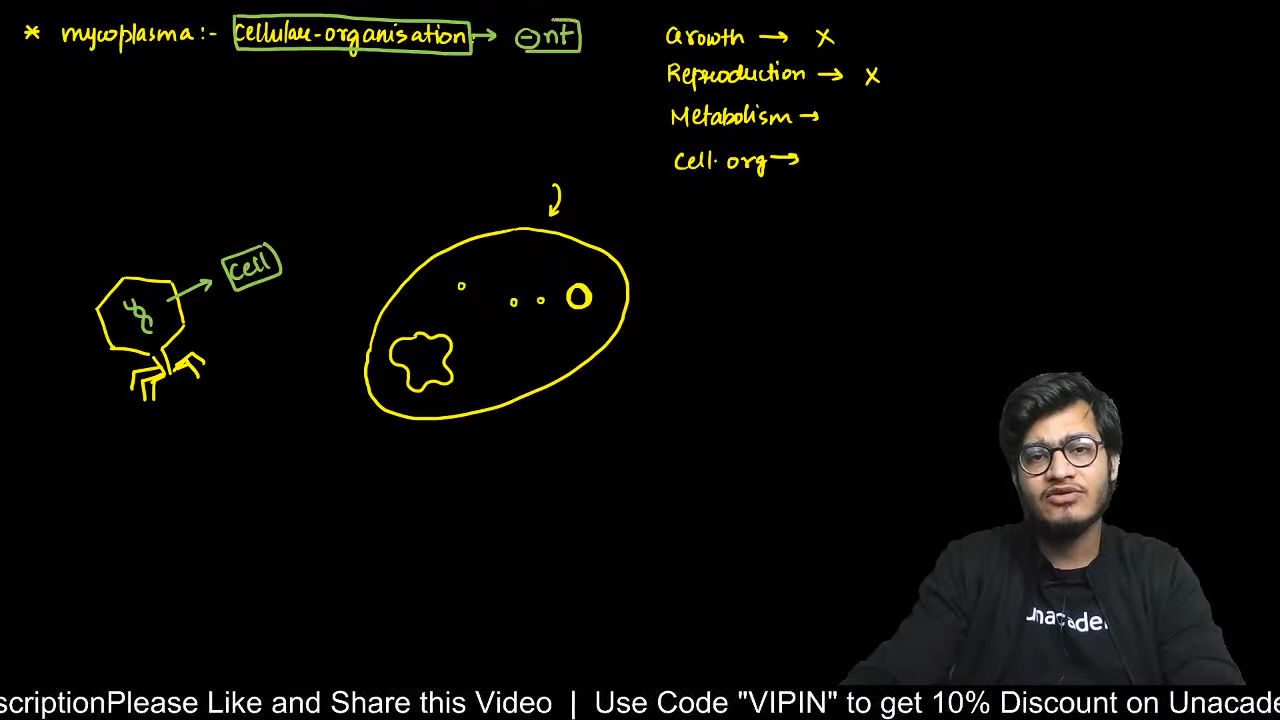 * mycoplasma :- cellular-organisation → ⊖nt
Growth → x
Reproduction → x
Metabolism →
Cell. org →
cell
unacade
scriptionPlease Like and Share this Video | Use Code "VIPIN" to get 10% Discount on Unacade